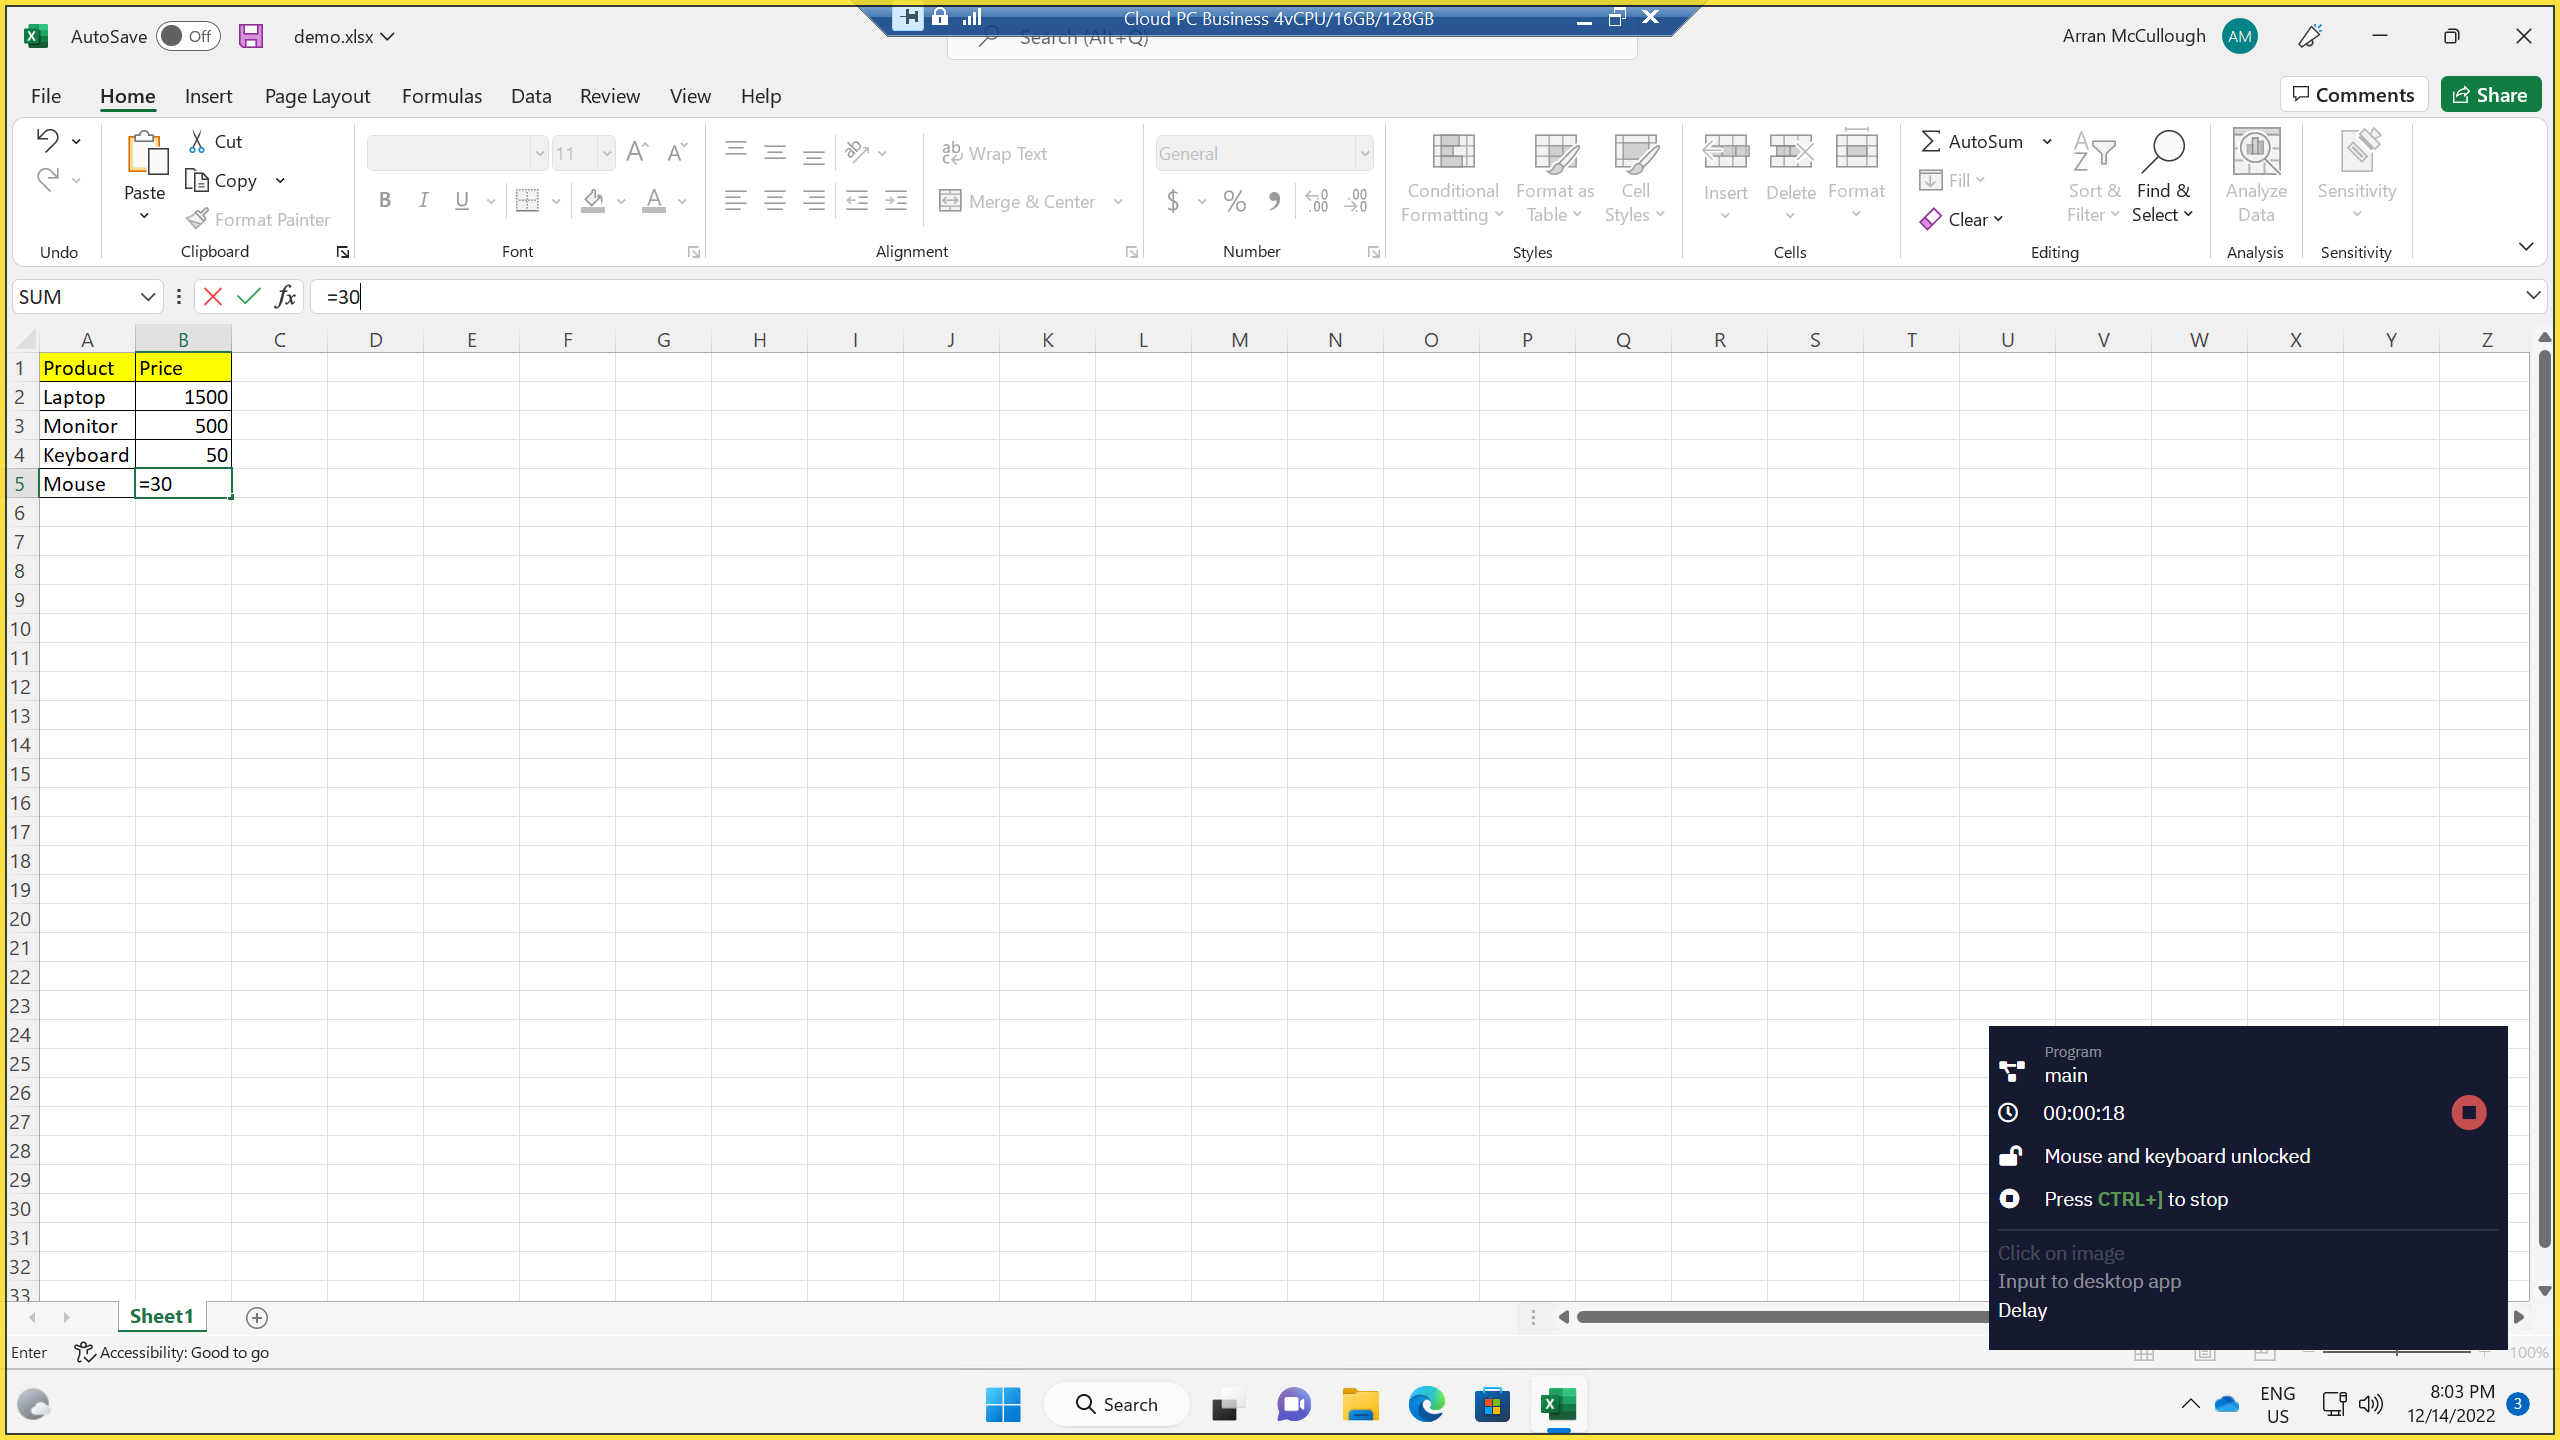 Cloud PC Business 4vCPU/16GB/128GB
AutoSave Off demo.xlsx Search (Alt+Q) Arran McCullough AM
File Home Insert Page Layout Formulas Data Review View Help Comments Share
Cut AutoSum
11 Wrap Text General
Paste Copy Conditional Format as Cell Insert Delete Format Fill Sort & Find & Analyze Sensitivity
Formatting Table Styles Filter Select Data
Format Painter Merge & Center Clear
Undo Clipboard Font Alignment Number Styles Cells Editing Analysis Sensitivity
SUM fx =30
A B C D E F G H I J K L M N O P Q R S T U V W X Y Z
1 Product Price
2 Laptop 1500
3 Monitor 500
4 Keyboard 50
5 Mouse =30
6
7
8
9
10
11
12
13
14
15
16
17
18
19
20
21
22
23
24
25
26
27
28
29
30
31
32
33
Program
main
00:00:18
Mouse and keyboard unlocked
Press CTRL+] to stop
Click on image
Input to desktop app
Delay
Sheet1
Enter Accessibility: Good to go 100%
Search ENG 8:03 PM 3
US 12/14/2022